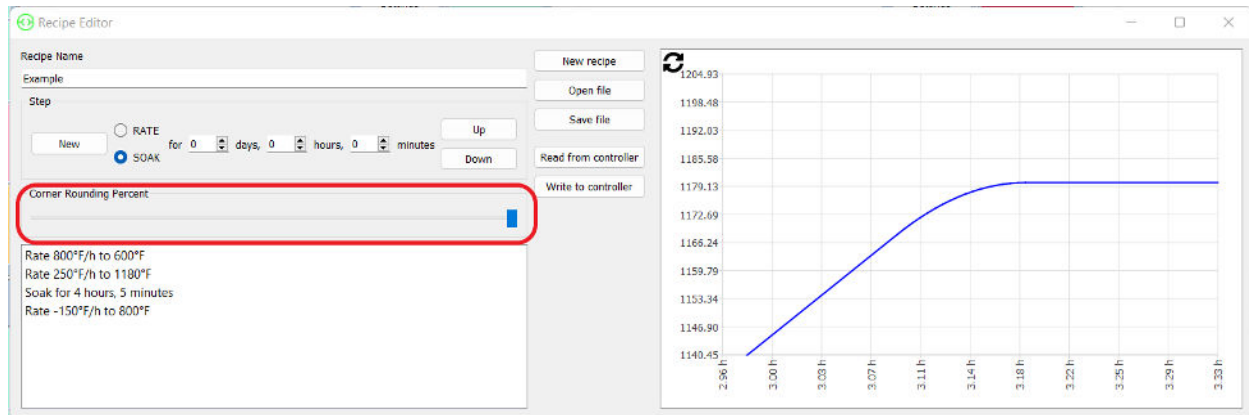 Recipe Editor
Recipe Name
Example
Step
New
RATE
SOAK
for 0 days, 0 hours, 0 minutes
Up
Down
Corner Rounding Percent
Rate 800°F/h to 600°F
Rate 250°F/h to 1180°F
Soak for 4 hours, 5 minutes
Rate -150°F/h to 800°F
New recipe
Open file
Save file
Read from controller
Write to controller
1204.93
1198.48
1192.03
1185.58
1179.13
1172.69
1166.24
1159.79
1153.34
1146.90
1140.45
2.96 h
3.00 h
3.03 h
3.07 h
3.11 h
3.14 h
3.18 h
3.22 h
3.25 h
3.29 h
3.33 h